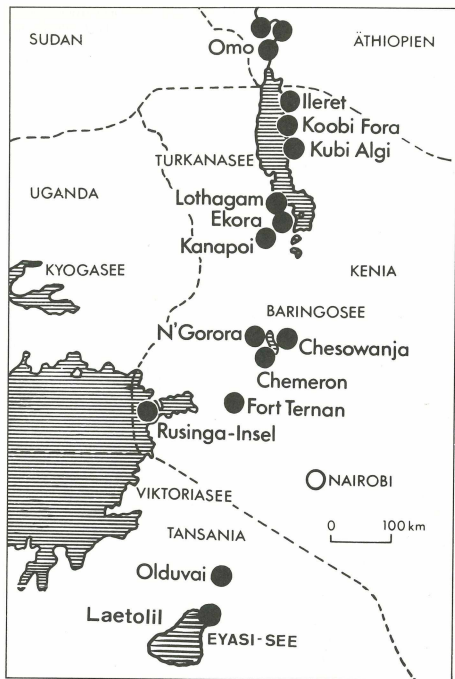 SUDAN
ÄTHIOPIEN
Omo
Ileret
Koobi Fora
Kubi Algi
TURKANASEE
UGANDA
Lothagam
Ekora
Kanapoi
KYOGASEE
KENIA
BARINGOSEE
N'Gorora
Chesowanja
Chemeron
Fort Ternan
Rusinga-Insel
NAIROBI
VIKTORIASEE
0 100 km
TANSANIA
Olduvai
Laetolil
EYASI-SEE